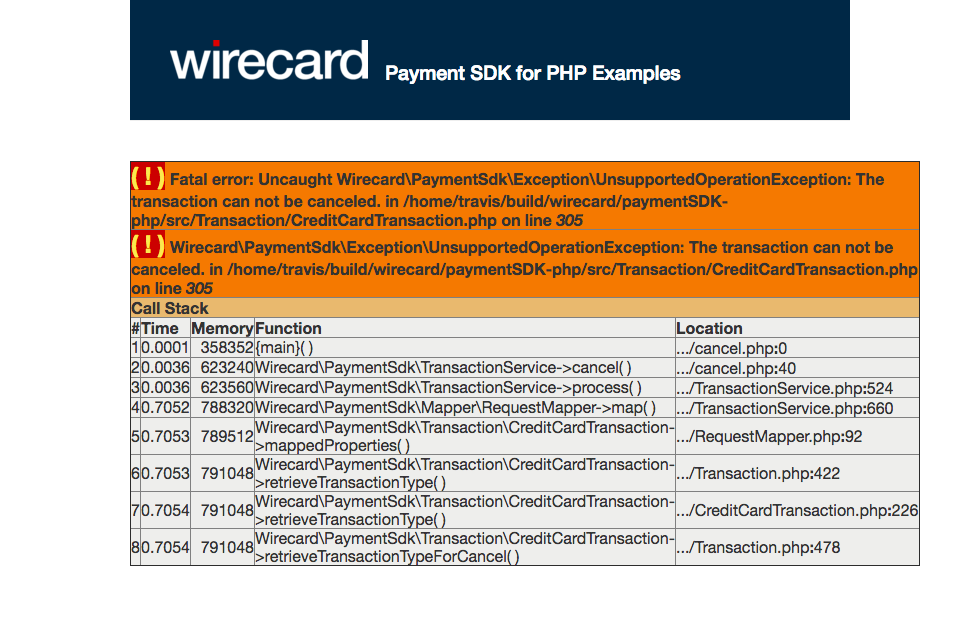 wirecard Payment SDK for PHP Examples
( ! ) Fatal error: Uncaught Wirecard\PaymentSdk\Exception\UnsupportedOperationException: The
transaction can not be canceled. in /home/travis/build/wirecard/paymentSDK-
php/src/Transaction/CreditCardTransaction.php on line 305
( ! ) Wirecard\PaymentSdk\Exception\UnsupportedOperationException: The transaction can not be
canceled. in /home/travis/build/wirecard/paymentSDK-php/src/Transaction/CreditCardTransaction.php
on line 305
Call Stack
# Time Memory Function Location
1 0.0001 358352 {main}( ) .../cancel.php:0
2 0.0036 623240 Wirecard\PaymentSdk\TransactionService->cancel( ) .../cancel.php:40
3 0.0036 623560 Wirecard\PaymentSdk\TransactionService->process( ) .../TransactionService.php:524
4 0.7052 788320 Wirecard\PaymentSdk\Mapper\RequestMapper->map( ) .../TransactionService.php:660
5 0.7053 789512 Wirecard\PaymentSdk\Transaction\CreditCardTransaction-
>mappedProperties( ) .../RequestMapper.php:92
6 0.7053 791048 Wirecard\PaymentSdk\Transaction\CreditCardTransaction-
>retrieveTransactionType( ) .../Transaction.php:422
7 0.7054 791048 Wirecard\PaymentSdk\Transaction\CreditCardTransaction-
>retrieveTransactionType( ) .../CreditCardTransaction.php:226
8 0.7054 791048 Wirecard\PaymentSdk\Transaction\CreditCardTransaction-
>retrieveTransactionTypeForCancel( ) .../Transaction.php:478